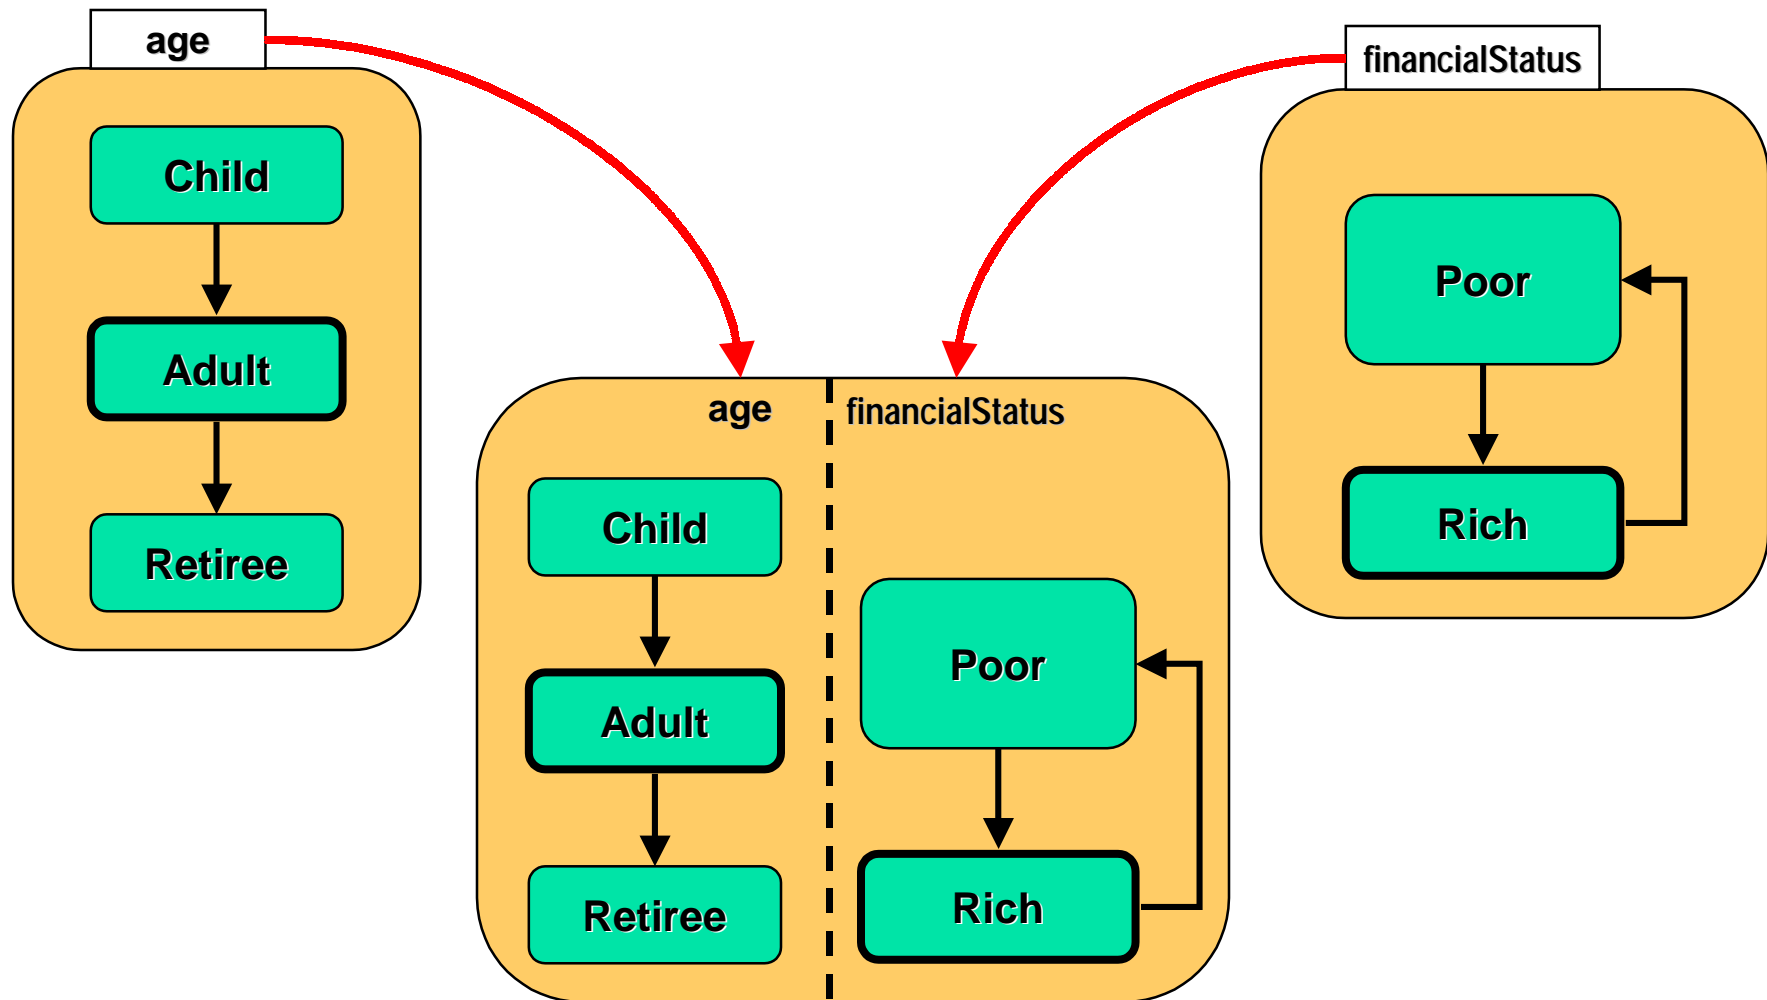 age
Child
Adult
Retiree
financialStatus
Poor
Rich
age
financialStatus
Child
Adult
Retiree
Poor
Rich